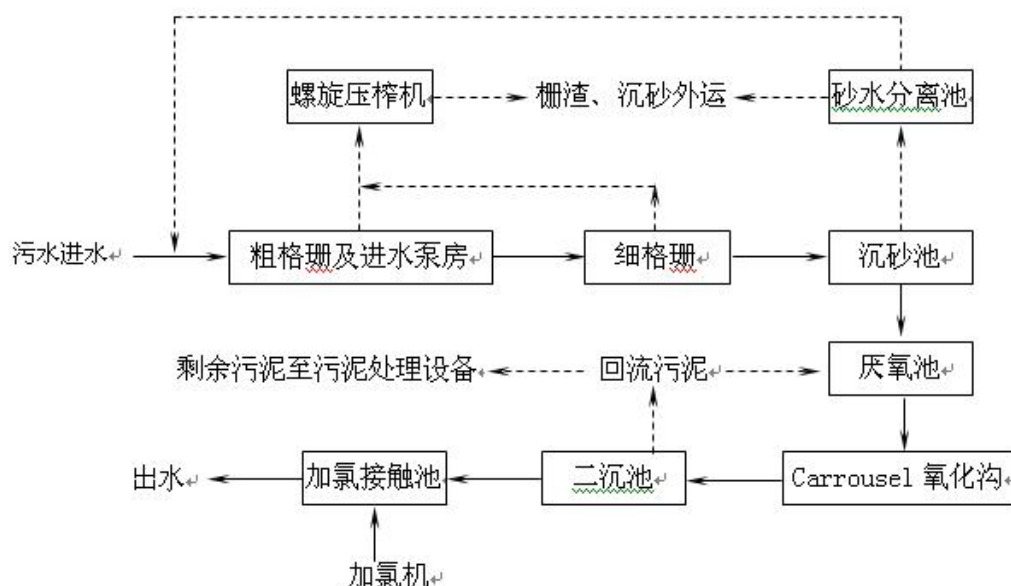 螺旋压榨机
栅渣、沉砂外运
砂水分离池
污水进水
粗格珊及进水泵房
细格珊
沉砂池
剩余污泥至污泥处理设备
回流污泥
厌氧池
出水
加氯接触池
二沉池
Carrousel 氧化沟
加氯机